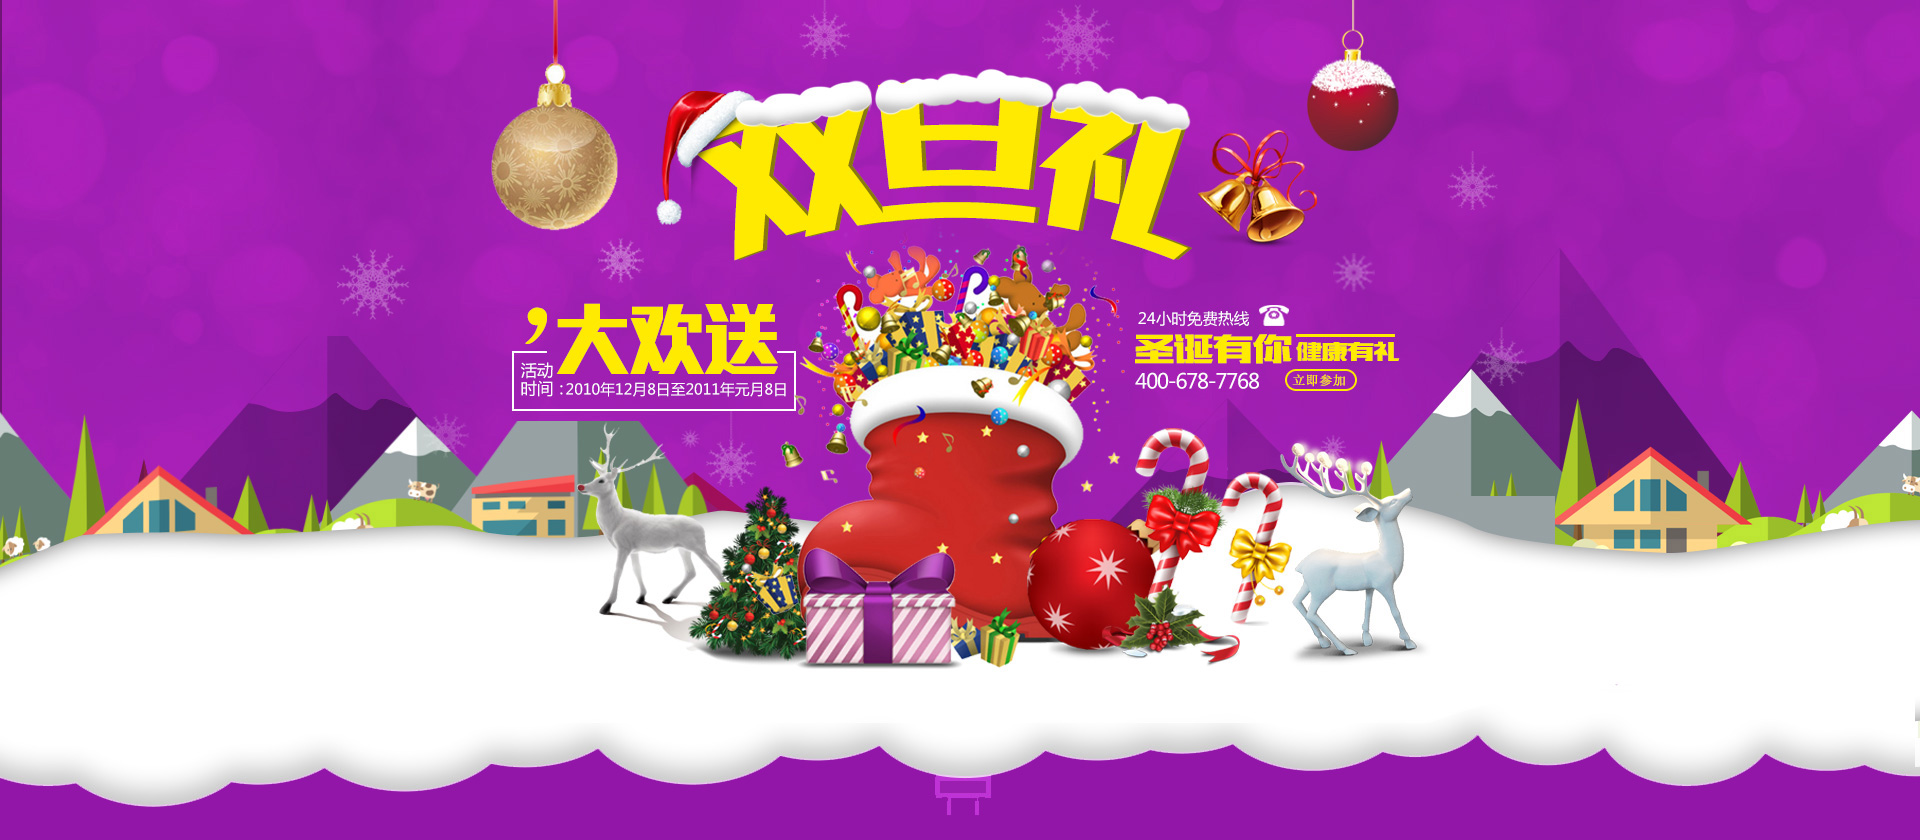 双旦礼
大欢送
活动
时间：2010年12月8日至2011年元月8日
24小时免费热线
圣诞有你 健康有礼
400-678-7768
立即参加